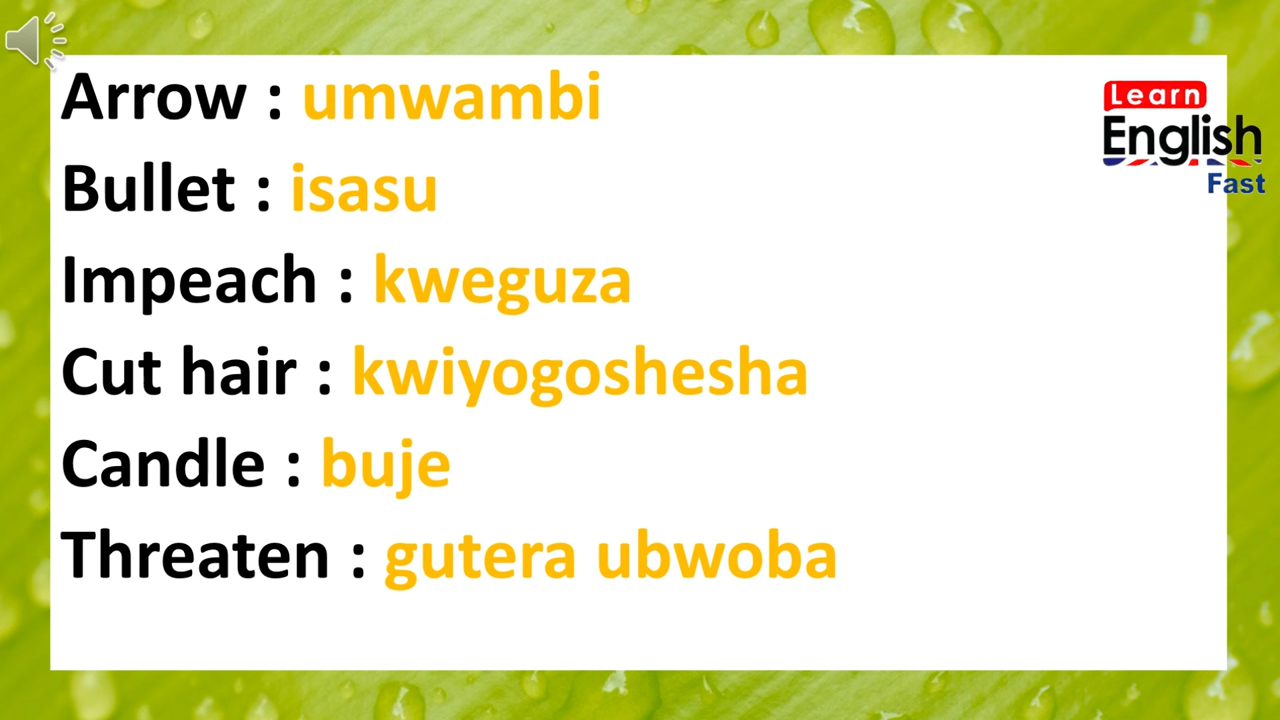 Arrow : umwambi
Bullet : isasu
Impeach : kweguza
Cut hair : kwiyogoshesha
Candle : buje
Threaten : gutera ubwoba
Learn
English
Fast